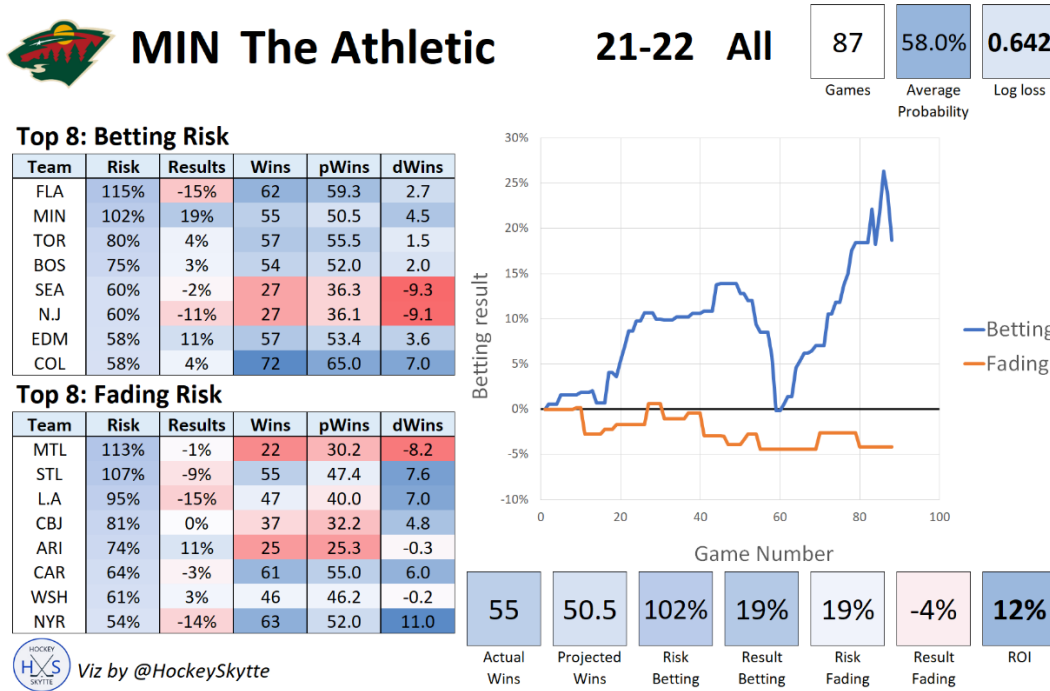 MIN The Athletic 21-22 All
87 58.0% 0.642
Games Average Probability Log loss
Top 8: Betting Risk
Team Risk Results Wins pWins dWins
FLA 115% -15% 62 59.3 2.7
MIN 102% 19% 55 50.5 4.5
TOR 80% 4% 57 55.5 1.5
BOS 75% 3% 54 52.0 2.0
SEA 60% -2% 27 36.3 -9.3
N.J 60% -11% 27 36.1 -9.1
EDM 58% 11% 57 53.4 3.6
COL 58% 4% 72 65.0 7.0
Top 8: Fading Risk
Team Risk Results Wins pWins dWins
MTL 113% -1% 22 30.2 -8.2
STL 107% -9% 55 47.4 7.6
L.A 95% -15% 47 40.0 7.0
CBJ 81% 0% 37 32.2 4.8
ARI 74% 11% 25 25.3 -0.3
CAR 64% -3% 61 55.0 6.0
WSH 61% 3% 46 46.2 -0.2
NYR 54% -14% 63 52.0 11.0
HOCKEY
H S
SKYTTE
Viz by @HockeySkytte
Betting result
30%
25%
20%
15%
10%
5%
0%
-5%
-10%
0 20 40 60 80 100
Game Number
Betting
Fading
55 50.5 102% 19% 19% -4% 12%
Actual Wins Projected Wins Risk Betting Result Betting Risk Fading Result Fading ROI